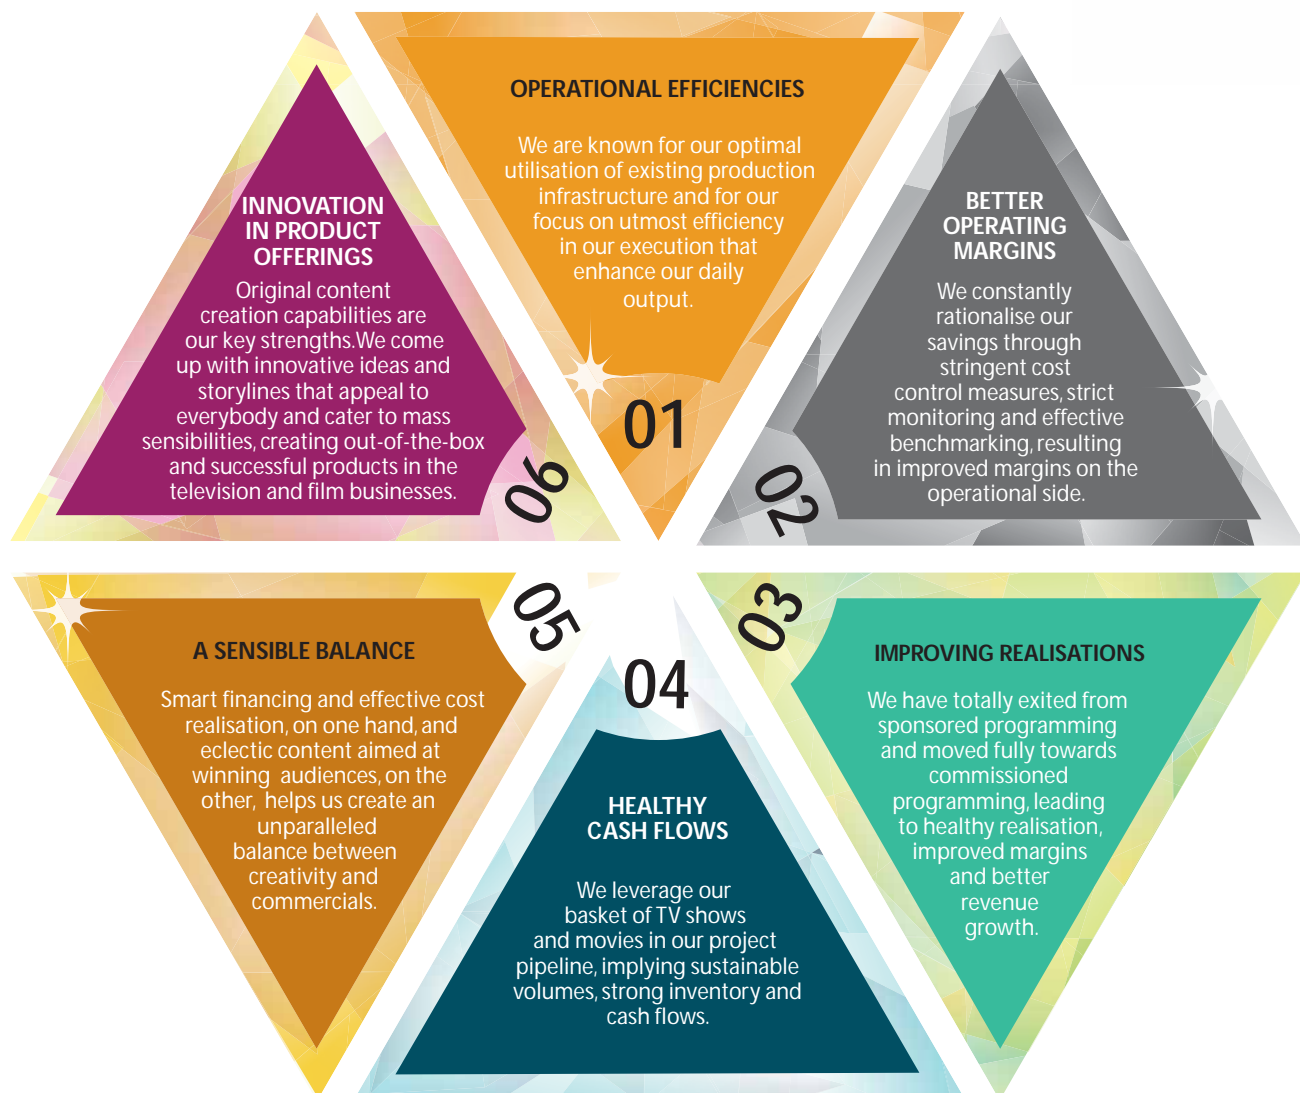 OPERATIONAL EFFICIENCIES
We are known for our optimal
utilisation of existing production
infrastructure and for our
focus on utmost efficiency
in our execution that
enhance our daily
output.
01
BETTER
OPERATING
MARGINS
We constantly
rationalise our
savings through
stringent cost
control measures, strict
monitoring and effective
benchmarking, resulting
in improved margins on the
operational side.
02
IMPROVING REALISATIONS
We have totally exited from
sponsored programming
and moved fully towards
commissioned
programming, leading
to healthy realisation,
improved margins
and better
revenue
growth.
03
HEALTHY
CASH FLOWS
We leverage our
basket of TV shows
and movies in our project
pipeline, implying sustainable
volumes, strong inventory and
cash flows.
04
A SENSIBLE BALANCE
Smart financing and effective cost
realisation, on one hand, and
eclectic content aimed at
winning audiences, on the
other, helps us create an
unparalleled
balance between
creativity and
commercials.
05
INNOVATION
IN PRODUCT
OFFERINGS
Original content
creation capabilities are
our key strengths.We come
up with innovative ideas and
storylines that appeal to
everybody and cater to mass
sensibilities, creating out-of-the-box
and successful products in the
television and film businesses.
06